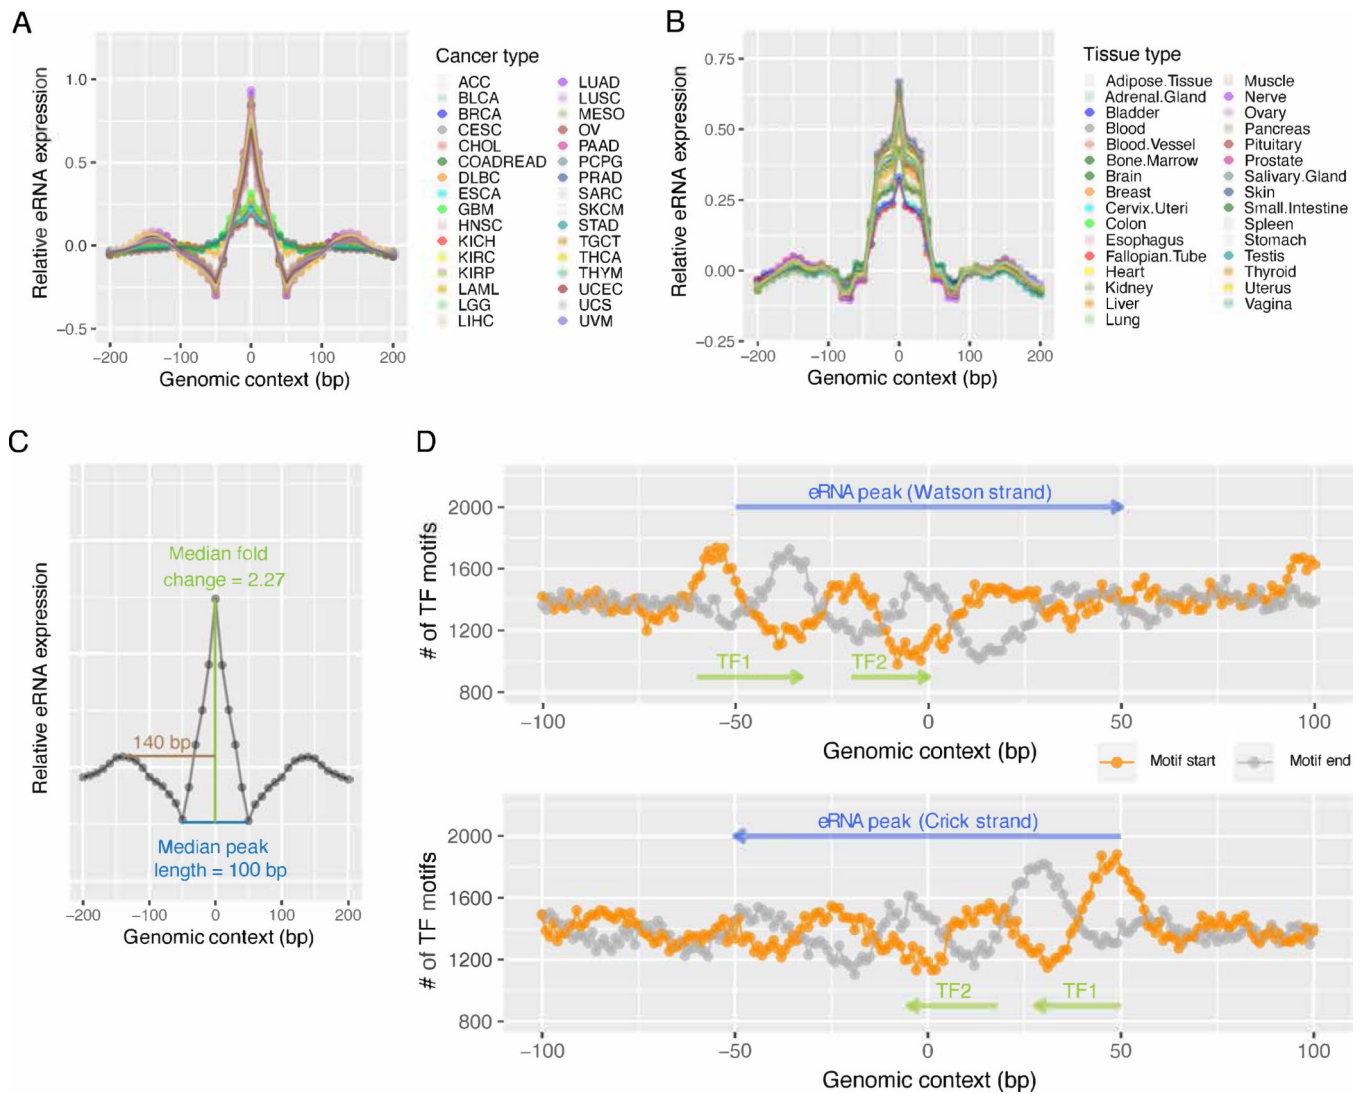 A
Relative eRNA expression
1.0
0.5
0.0
−0.5
−200
−100
0
100
200
Genomic context (bp)
Cancer type
ACC
BLCA
BRCA
CESC
CHOL
COADREAD
DLBC
ESCA
GBM
HNSC
KICH
KIRC
KIRP
LAML
LGG
LIHC
LUAD
LUSC
MESO
OV
PAAD
PCPG
PRAD
SARC
SKCM
STAD
TGCT
THCA
THYM
UCEC
UCS
UVM
B
Relative eRNA expression
0.75
0.50
0.25
0.00
−0.25
−200
−100
0
100
200
Genomic context (bp)
Tissue type
Adipose.Tissue
Adrenal.Gland
Bladder
Blood
Blood.Vessel
Bone.Marrow
Brain
Breast
Cervix.Uteri
Colon
Esophagus
Fallopian.Tube
Heart
Kidney
Liver
Lung
Muscle
Nerve
Ovary
Pancreas
Pituitary
Prostate
Salivary.Gland
Skin
Small.Intestine
Spleen
Stomach
Testis
Thyroid
Uterus
Vagina
C
Relative eRNA expression
Median fold
change = 2.27
140 bp
Median peak
length = 100 bp
−200
−100
0
100
200
Genomic context (bp)
D
# of TF motifs
2000
1600
1200
800
eRNA peak (Watson strand)
TF1
TF2
−100
−50
0
50
100
Genomic context (bp)
Motif start
Motif end
# of TF motifs
2000
1600
1200
800
eRNA peak (Crick strand)
TF2
TF1
−100
−50
0
50
100
Genomic context (bp)